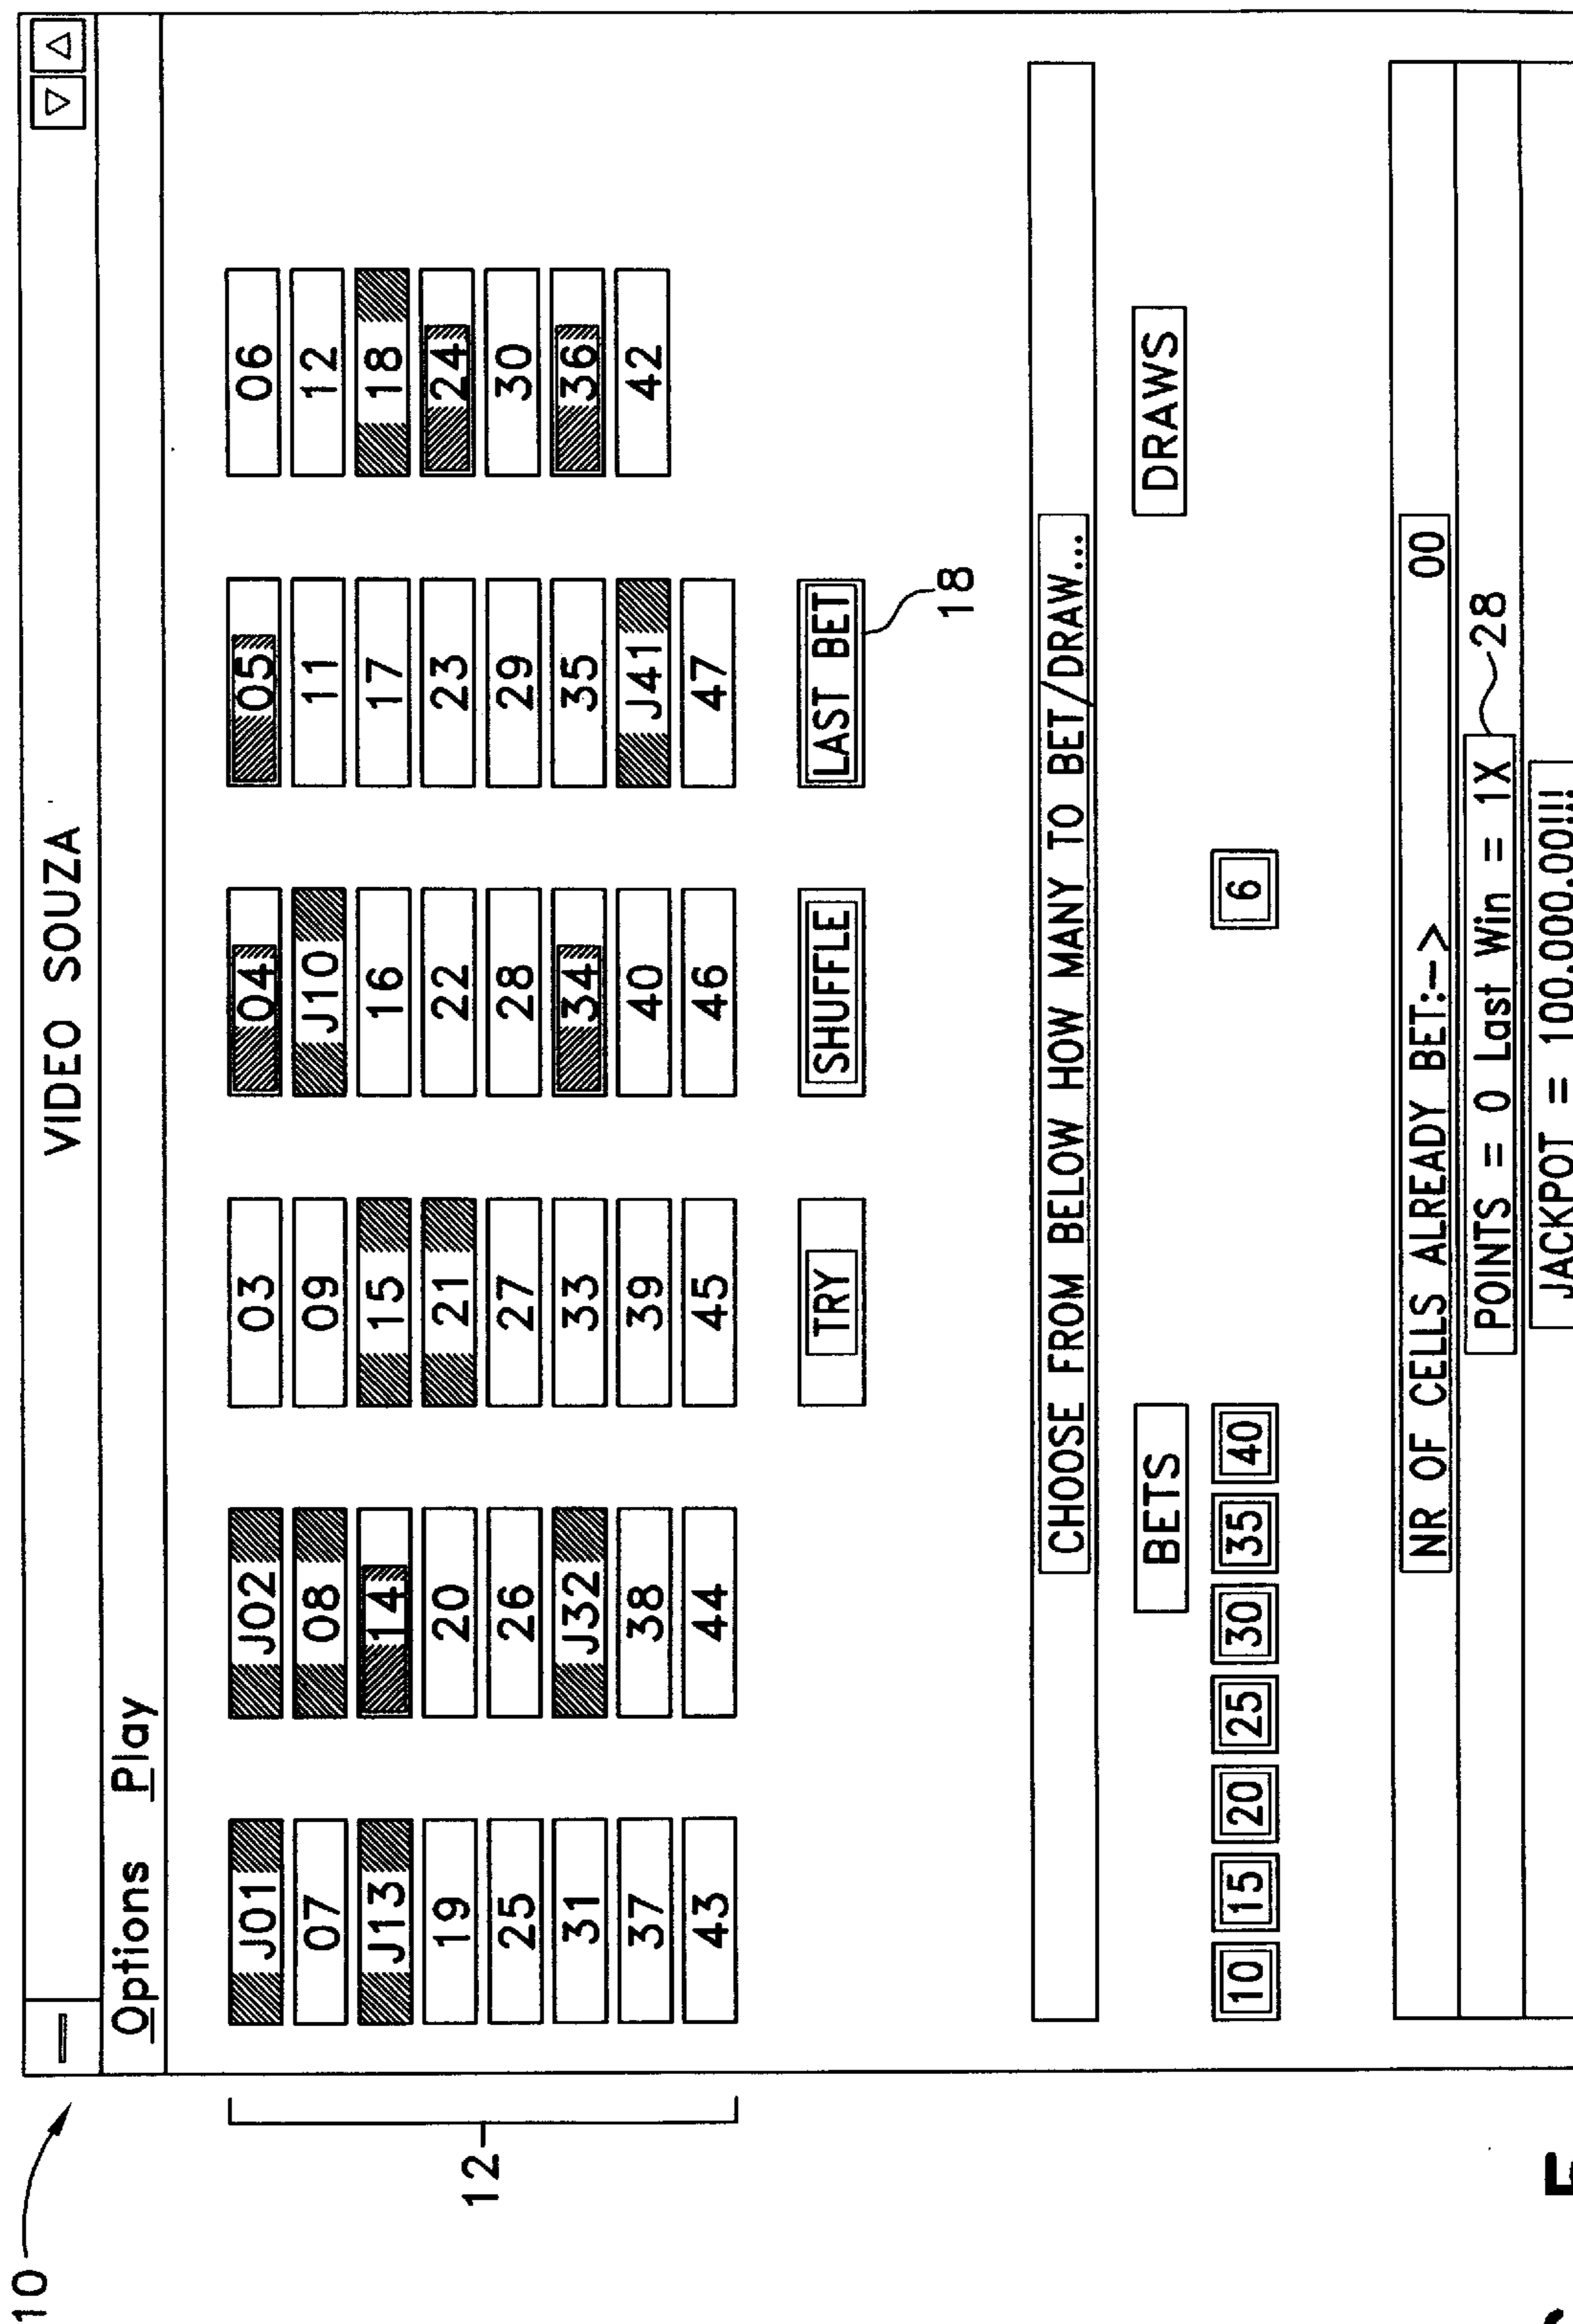 10
VIDEO SOUZA
Options Play
J01 J02 03 04 05 06
07 08 09 J10 11 12
J13 14 15 16 17 18
19 20 21 22 23 24
25 26 27 28 29 30
31 J32 33 34 35 36
37 38 39 40 J41 42
43 44 45 46 47
12
TRY SHUFFLE LAST BET
18
CHOOSE FROM BELOW HOW MANY TO BET/DRAW...
BETS DRAWS
10 15 20 25 30 35 40 6
NR OF CELLS ALREADY BET:-> 00
POINTS = 0 Last Win = 1X 28
JACKPOT = 100.000.00!!!